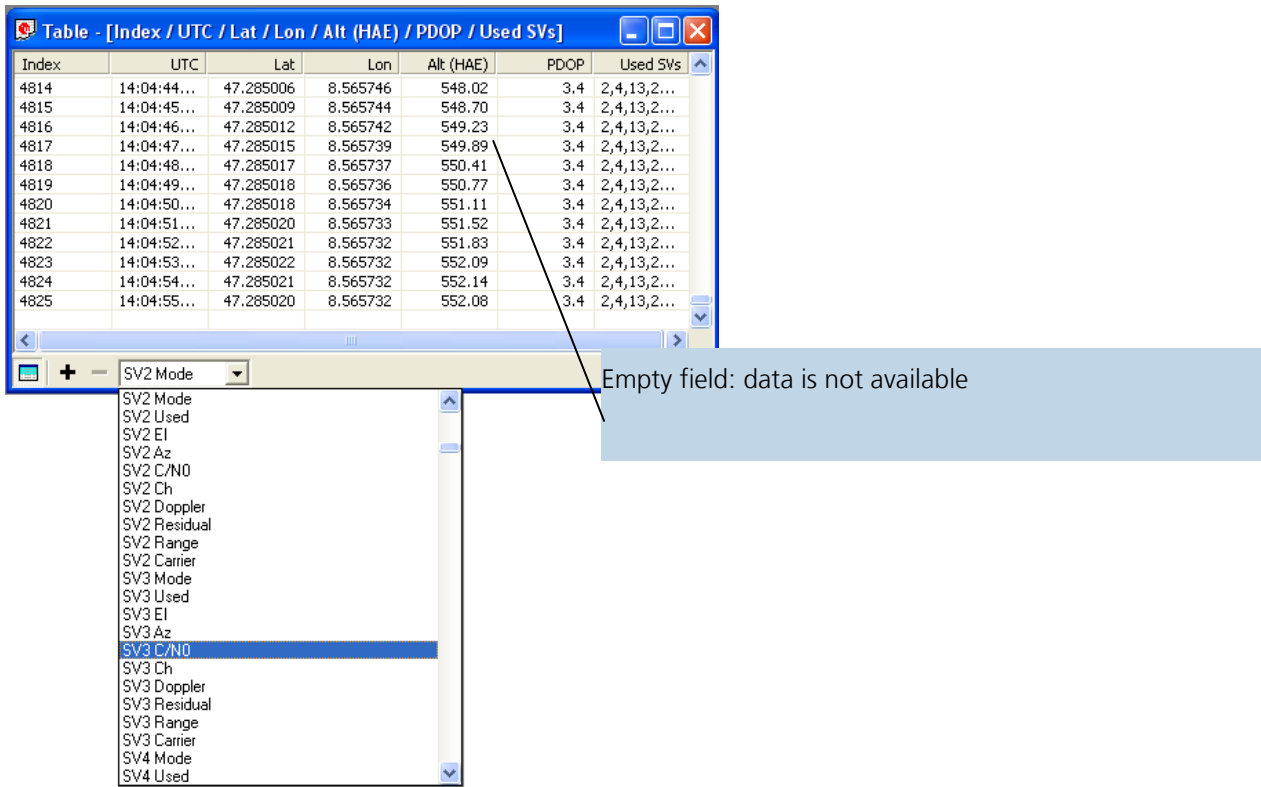 Table - [Index / UTC / Lat / Lon / Alt (HAE) / PDOP / Used SVs]
Index UTC Lat Lon Alt (HAE) PDOP Used SVs
4814 14:04:44... 47.285006 8.565746 548.02 3.4 2,4,13,2...
4815 14:04:45... 47.285009 8.565744 548.70 3.4 2,4,13,2...
4816 14:04:46... 47.285012 8.565742 549.23 3.4 2,4,13,2...
4817 14:04:47... 47.285015 8.565739 549.89 3.4 2,4,13,2...
4818 14:04:48... 47.285017 8.565737 550.41 3.4 2,4,13,2...
4819 14:04:49... 47.285018 8.565736 550.77 3.4 2,4,13,2...
4820 14:04:50... 47.285018 8.565734 551.11 3.4 2,4,13,2...
4821 14:04:51... 47.285020 8.565733 551.52 3.4 2,4,13,2...
4822 14:04:52... 47.285021 8.565732 551.83 3.4 2,4,13,2...
4823 14:04:53... 47.285022 8.565732 552.09 3.4 2,4,13,2...
4824 14:04:54... 47.285021 8.565732 552.14 3.4 2,4,13,2...
4825 14:04:55... 47.285020 8.565732 552.08 3.4 2,4,13,2...
SV2 Mode
Empty field: data is not available
SV2 Mode
SV2 Used
SV2 El
SV2 Az
SV2 C/N0
SV2 Ch
SV2 Doppler
SV2 Residual
SV2 Range
SV2 Carrier
SV3 Mode
SV3 Used
SV3 El
SV3 Az
SV3 C/N0
SV3 Ch
SV3 Doppler
SV3 Residual
SV3 Range
SV3 Carrier
SV4 Mode
SV4 Used